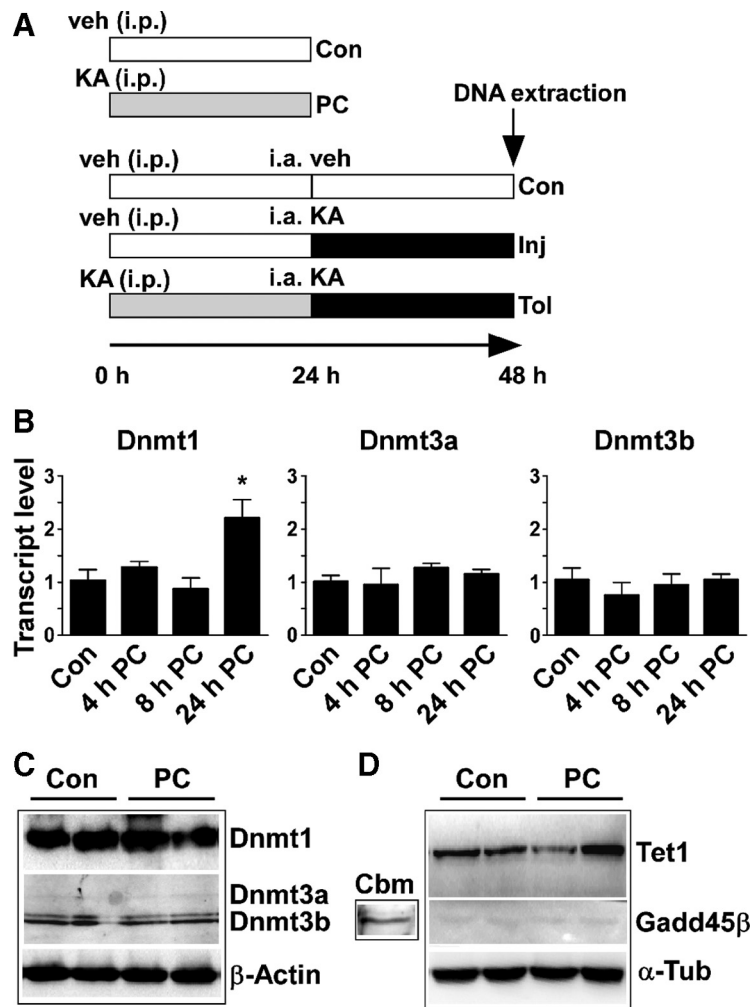 A
veh (i.p.)
Con
KA (i.p.)
PC
DNA extraction
veh (i.p.) i.a. veh
Con
veh (i.p.) i.a. KA
Inj
KA (i.p.) i.a. KA
Tol
0 h 24 h 48 h
B
Dnmt1 Dnmt3a Dnmt3b
Transcript level
3 3 3
*
2 2 2
1 1 1
0 0 0
Con 4 h PC 8 h PC 24 h PC Con 4 h PC 8 h PC 24 h PC Con 4 h PC 8 h PC 24 h PC
C
Con PC
Dnmt1
Dnmt3a
Dnmt3b
β-Actin
D
Con PC
Tet1
Cbm
Gadd45β
α-Tub